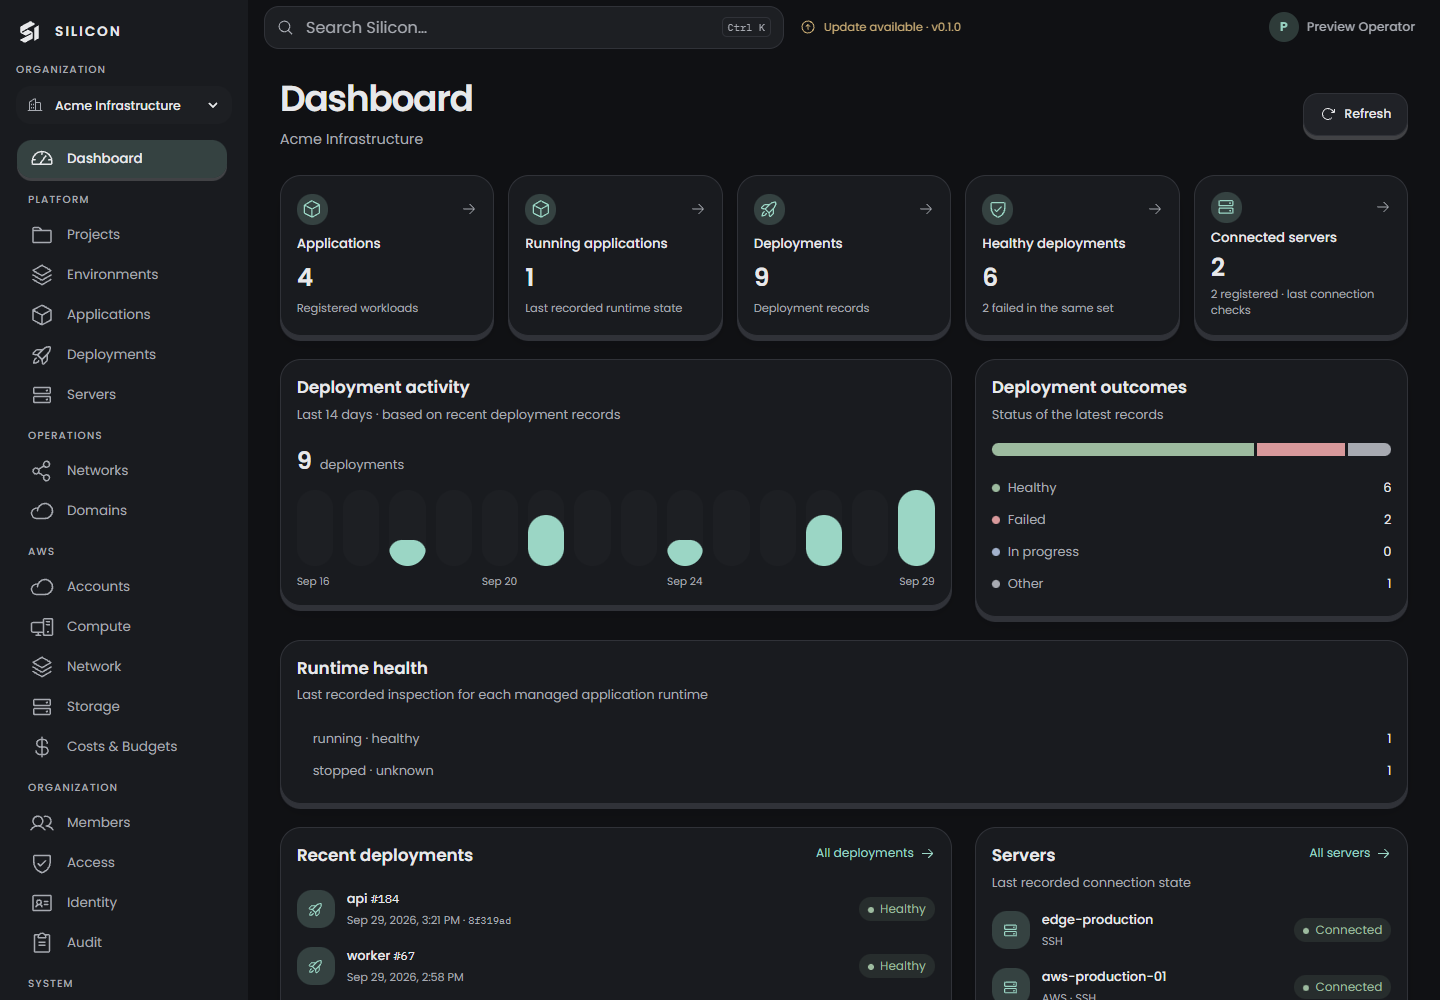 SILICON
ORGANIZATION
Acme Infrastructure
Dashboard
PLATFORM
Projects
Environments
Applications
Deployments
Servers
OPERATIONS
Networks
Domains
AWS
Accounts
Compute
Network
Storage
Costs & Budgets
ORGANIZATION
Members
Access
Identity
Audit
SYSTEM
Search Silicon...
Ctrl K
Update available · v0.1.0
P
Preview Operator
Dashboard
Acme Infrastructure
Refresh
Applications
4
Registered workloads
Running applications
1
Last recorded runtime state
Deployments
9
Deployment records
Healthy deployments
6
2 failed in the same set
Connected servers
2
2 registered · last connection
checks
Deployment activity
Last 14 days · based on recent deployment records
9 deployments
Sep 16 Sep 20 Sep 24 Sep 29
Deployment outcomes
Status of the latest records
Healthy 6
Failed 2
In progress 0
Other 1
Runtime health
Last recorded inspection for each managed application runtime
running · healthy 1
stopped · unknown 1
Recent deployments
All deployments
api #184
Sep 29, 2026, 3:21 PM · 8f319ad
Healthy
worker #67
Sep 29, 2026, 2:58 PM
Healthy
Servers
All servers
Last recorded connection state
edge-production
SSH
Connected
aws-production-01
AWS · SSH
Connected